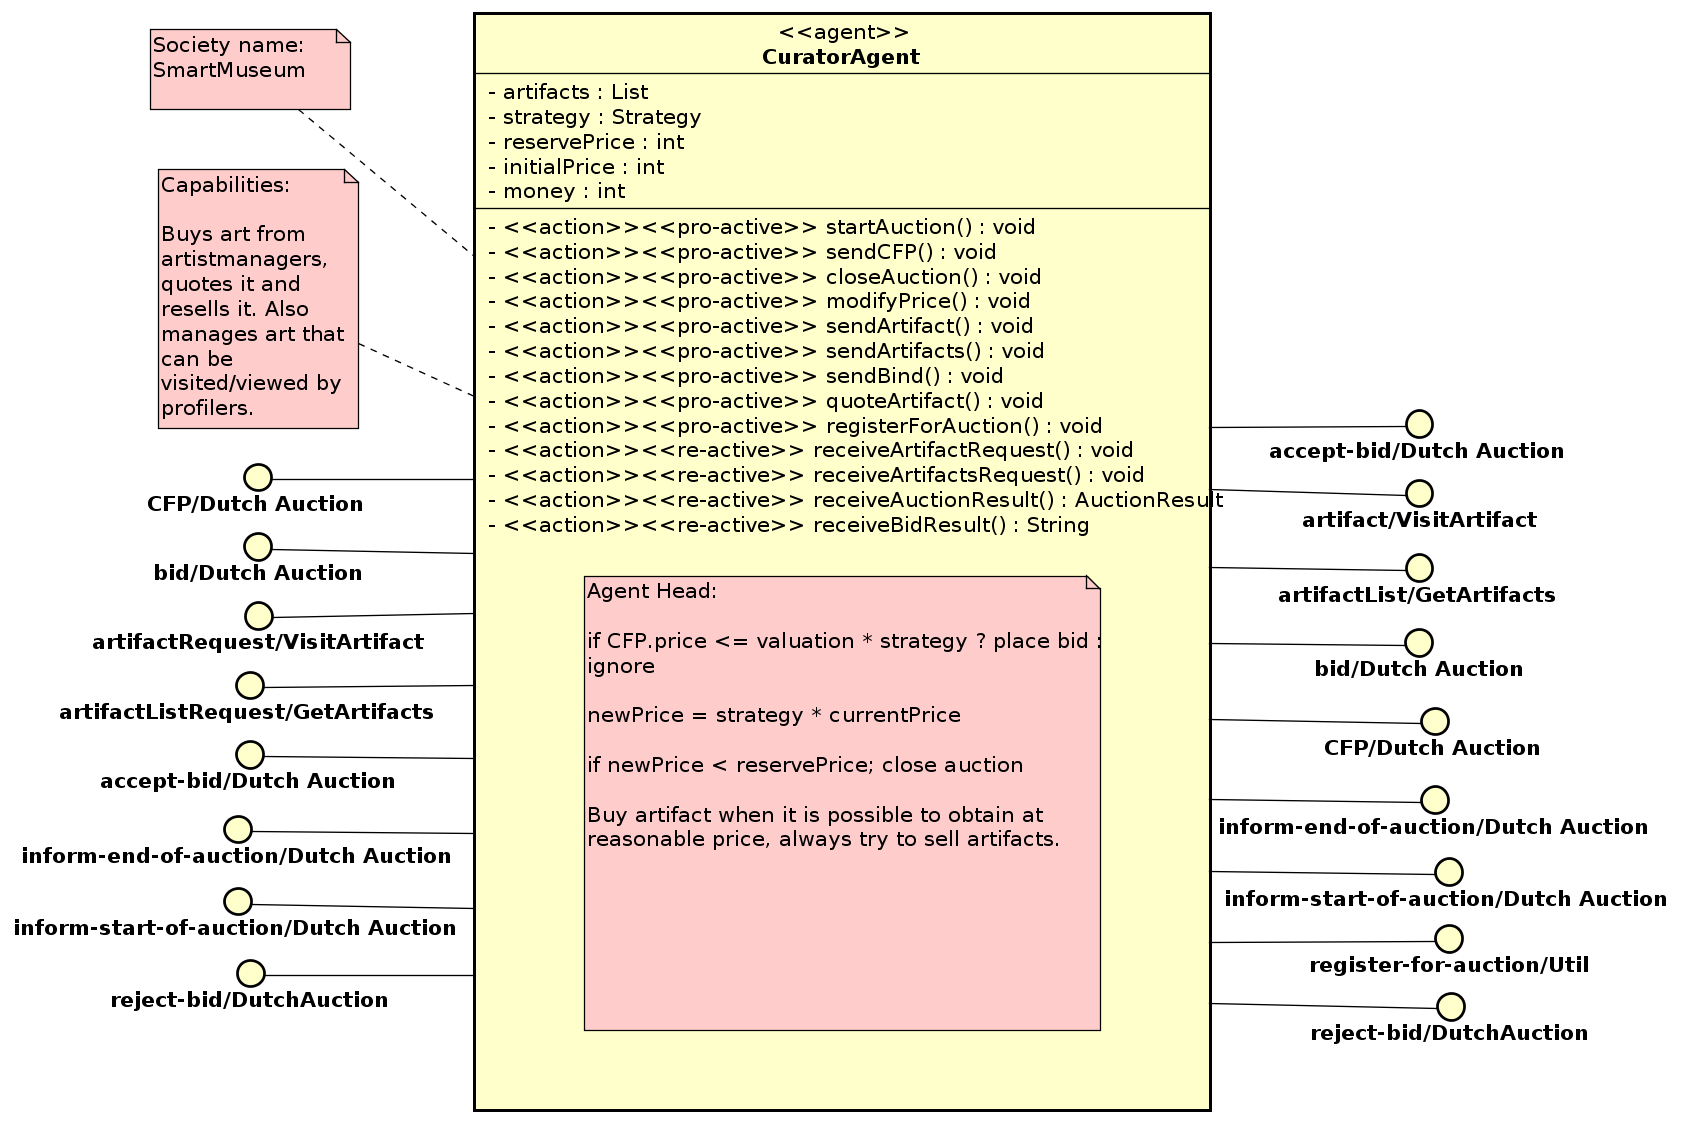 Society name:
SmartMuseum
Capabilities:
Buys art from
artistmanagers,
quotes it and
resells it. Also
manages art that
can be
visited/viewed by
profilers.
CFP/Dutch Auction
bid/Dutch Auction
artifactRequest/VisitArtifact
artifactListRequest/GetArtifacts
accept-bid/Dutch Auction
inform-end-of-auction/Dutch Auction
inform-start-of-auction/Dutch Auction
reject-bid/DutchAuction
<<agent>>
CuratorAgent
- artifacts : List
- strategy : Strategy
- reservePrice : int
- initialPrice : int
- money : int
- <<action>><<pro-active>> startAuction() : void
- <<action>><<pro-active>> sendCFP() : void
- <<action>><<pro-active>> closeAuction() : void
- <<action>><<pro-active>> modifyPrice() : void
- <<action>><<pro-active>> sendArtifact() : void
- <<action>><<pro-active>> sendArtifacts() : void
- <<action>><<pro-active>> sendBind() : void
- <<action>><<pro-active>> quoteArtifact() : void
- <<action>><<pro-active>> registerForAuction() : void
- <<action>><<re-active>> receiveArtifactRequest() : void
- <<action>><<re-active>> receiveArtifactsRequest() : void
- <<action>><<re-active>> receiveAuctionResult() : AuctionResult
- <<action>><<re-active>> receiveBidResult() : String
Agent Head:
if CFP.price <= valuation * strategy ? place bid :
ignore
newPrice = strategy * currentPrice
if newPrice < reservePrice; close auction
Buy artifact when it is possible to obtain at
reasonable price, always try to sell artifacts.
accept-bid/Dutch Auction
artifact/VisitArtifact
artifactList/GetArtifacts
bid/Dutch Auction
CFP/Dutch Auction
inform-end-of-auction/Dutch Auction
inform-start-of-auction/Dutch Auction
register-for-auction/Util
reject-bid/DutchAuction